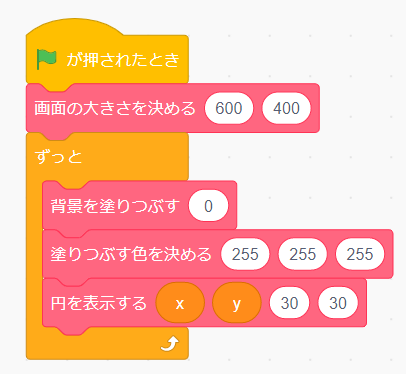 が押されたとき
画面の大きさを決める 600 400
ずっと
背景を塗りつぶす 0
塗りつぶす色を決める 255 255 255
円を表示する x y 30 30